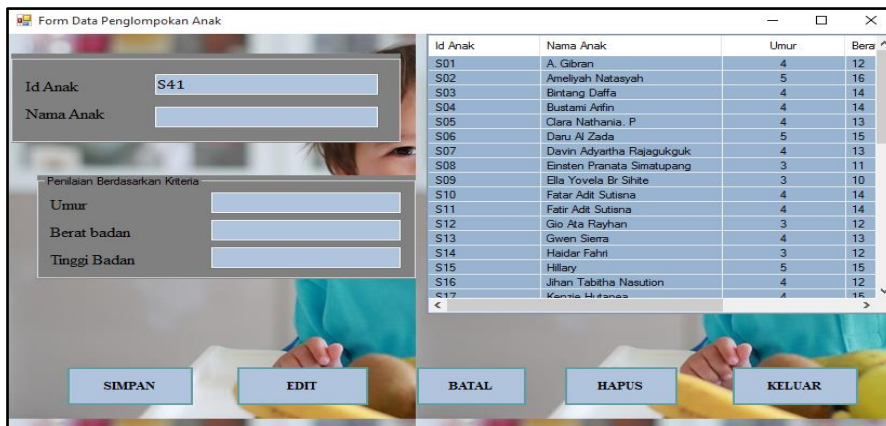 Form Data Penglompokan Anak
Id Anak S41
Nama Anak
Penilaian Berdasarkan Kriteria
Umur
Berat badan
Tinggi Badan
Id Anak Nama Anak Umur Bera
S01 A. Gibran 4 12
S02 Ameliyah Natasyah 5 16
S03 Bintang Daffa 4 14
S04 Bustami Arifin 4 14
S05 Clara Nathania. P 4 13
S06 Daru Al Zada 5 15
S07 Davin Adyartha Rajagukguk 4 13
S08 Einsten Pranata Simatupang 3 11
S09 Ella Yovela Br Sihite 3 10
S10 Fatar Adit Sutisna 4 14
S11 Fatir Adit Sutisna 4 14
S12 Gio Ata Rayhan 3 12
S13 Gwen Sierra 4 13
S14 Haidar Fahri 3 12
S15 Hillary 5 15
S16 Jihan Tabitha Nasution 4 12
S17 Kenzie Hutapea 4 15
SIMPAN EDIT BATAL HAPUS KELUAR